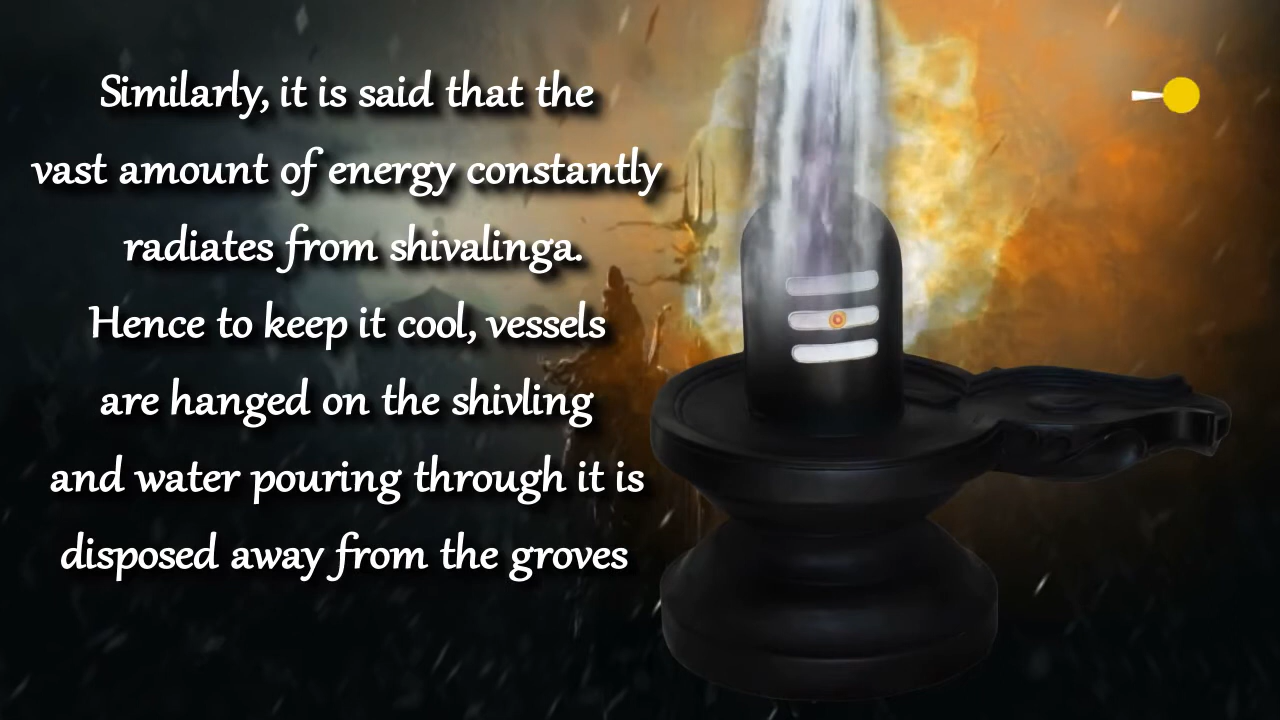 Similarly, it is said that the
vast amount of energy constantly
radiates from shivalinga.
Hence to keep it cool, vessels
are hanged on the shivling
and water pouring through it is
disposed away from the groves